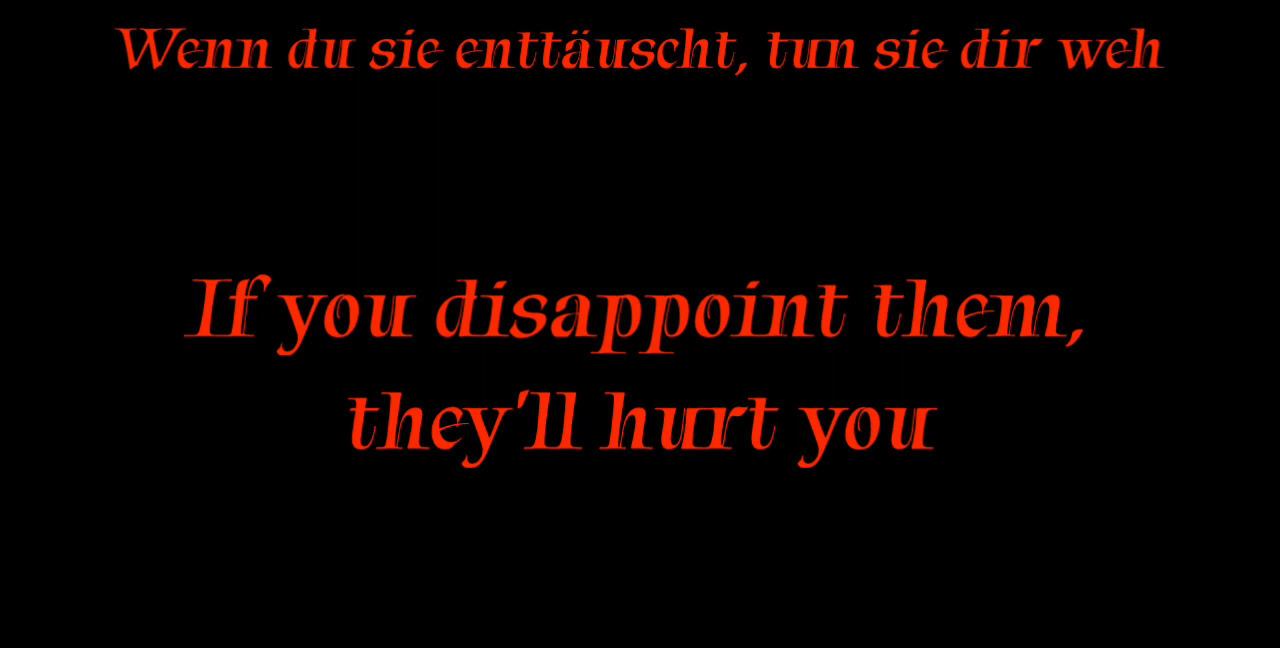 Wenn du sie enttäuscht, tun sie dir weh
If you disappoint them,
they'll hurt you